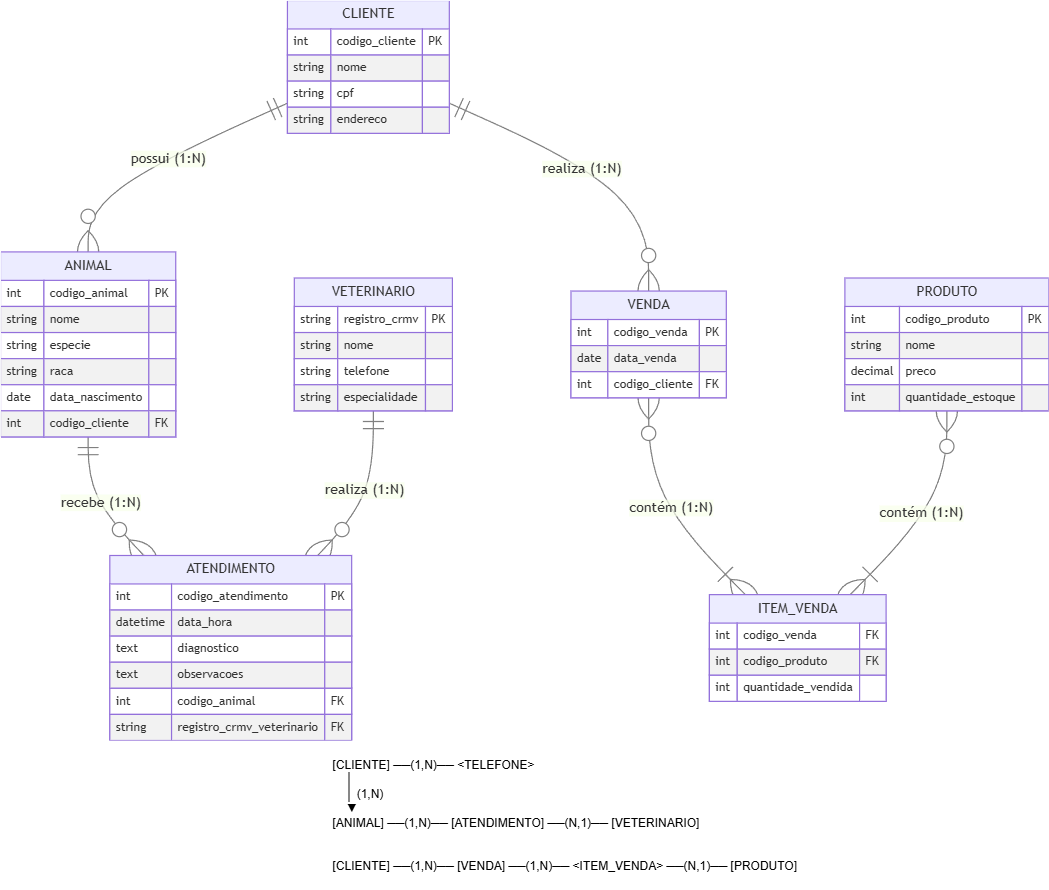 CLIENTE
int codigo_cliente PK
string nome
string cpf
string endereco
possui (1:N)
realiza (1:N)
ANIMAL
int codigo_animal PK
string nome
string especie
string raca
date data_nascimento
int codigo_cliente FK
VETERINARIO
string registro_crmv PK
string nome
string telefone
string especialidade
VENDA
int codigo_venda PK
date data_venda
int codigo_cliente FK
PRODUTO
int codigo_produto PK
string nome
decimal preco
int quantidade_estoque
recebe (1:N)
realiza (1:N)
contém (1:N)
contém (1:N)
ATENDIMENTO
int codigo_atendimento PK
datetime data_hora
text diagnostico
text observacoes
int codigo_animal FK
string registro_crmv_veterinario FK
ITEM_VENDA
int codigo_venda FK
int codigo_produto FK
int quantidade_vendida
[CLIENTE] ──(1,N)── <TELEFONE>
(1,N)
[ANIMAL] ──(1,N)── [ATENDIMENTO] ──(N,1)── [VETERINARIO]
[CLIENTE] ──(1,N)── [VENDA] ──(1,N)── <ITEM_VENDA> ──(N,1)── [PRODUTO]